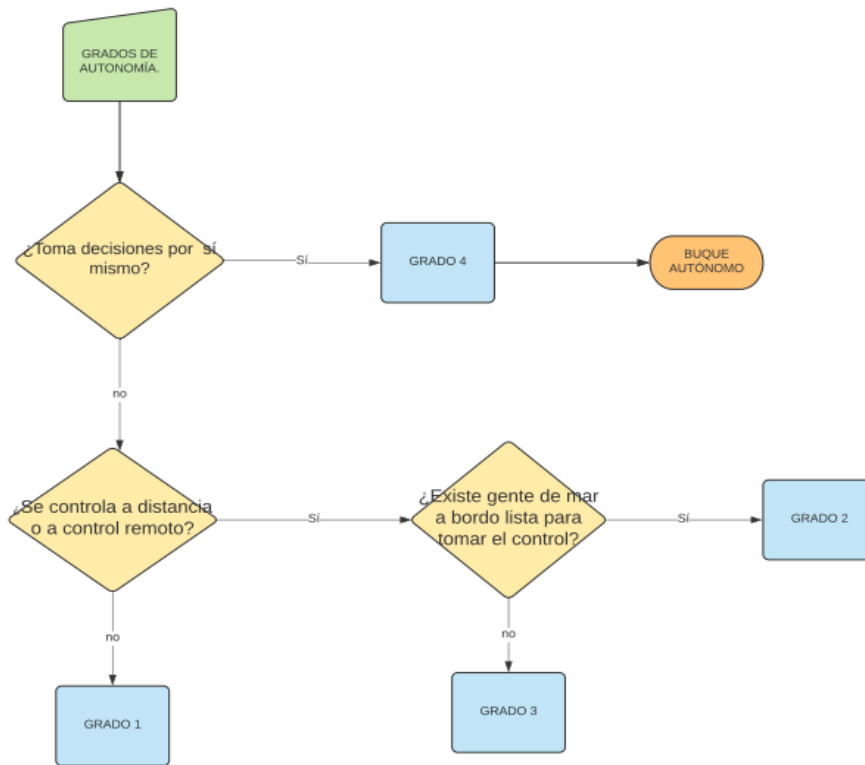 GRADOS DE
AUTONOMÍA.
¿Toma decisiones por sí
mismo?
Sí
GRADO 4
BUQUE
AUTÓNOMO
no
¿Se controla a distancia
o a control remoto?
Sí
¿Existe gente de mar
a bordo lista para
tomar el control?
Sí
GRADO 2
no
GRADO 1
no
GRADO 3